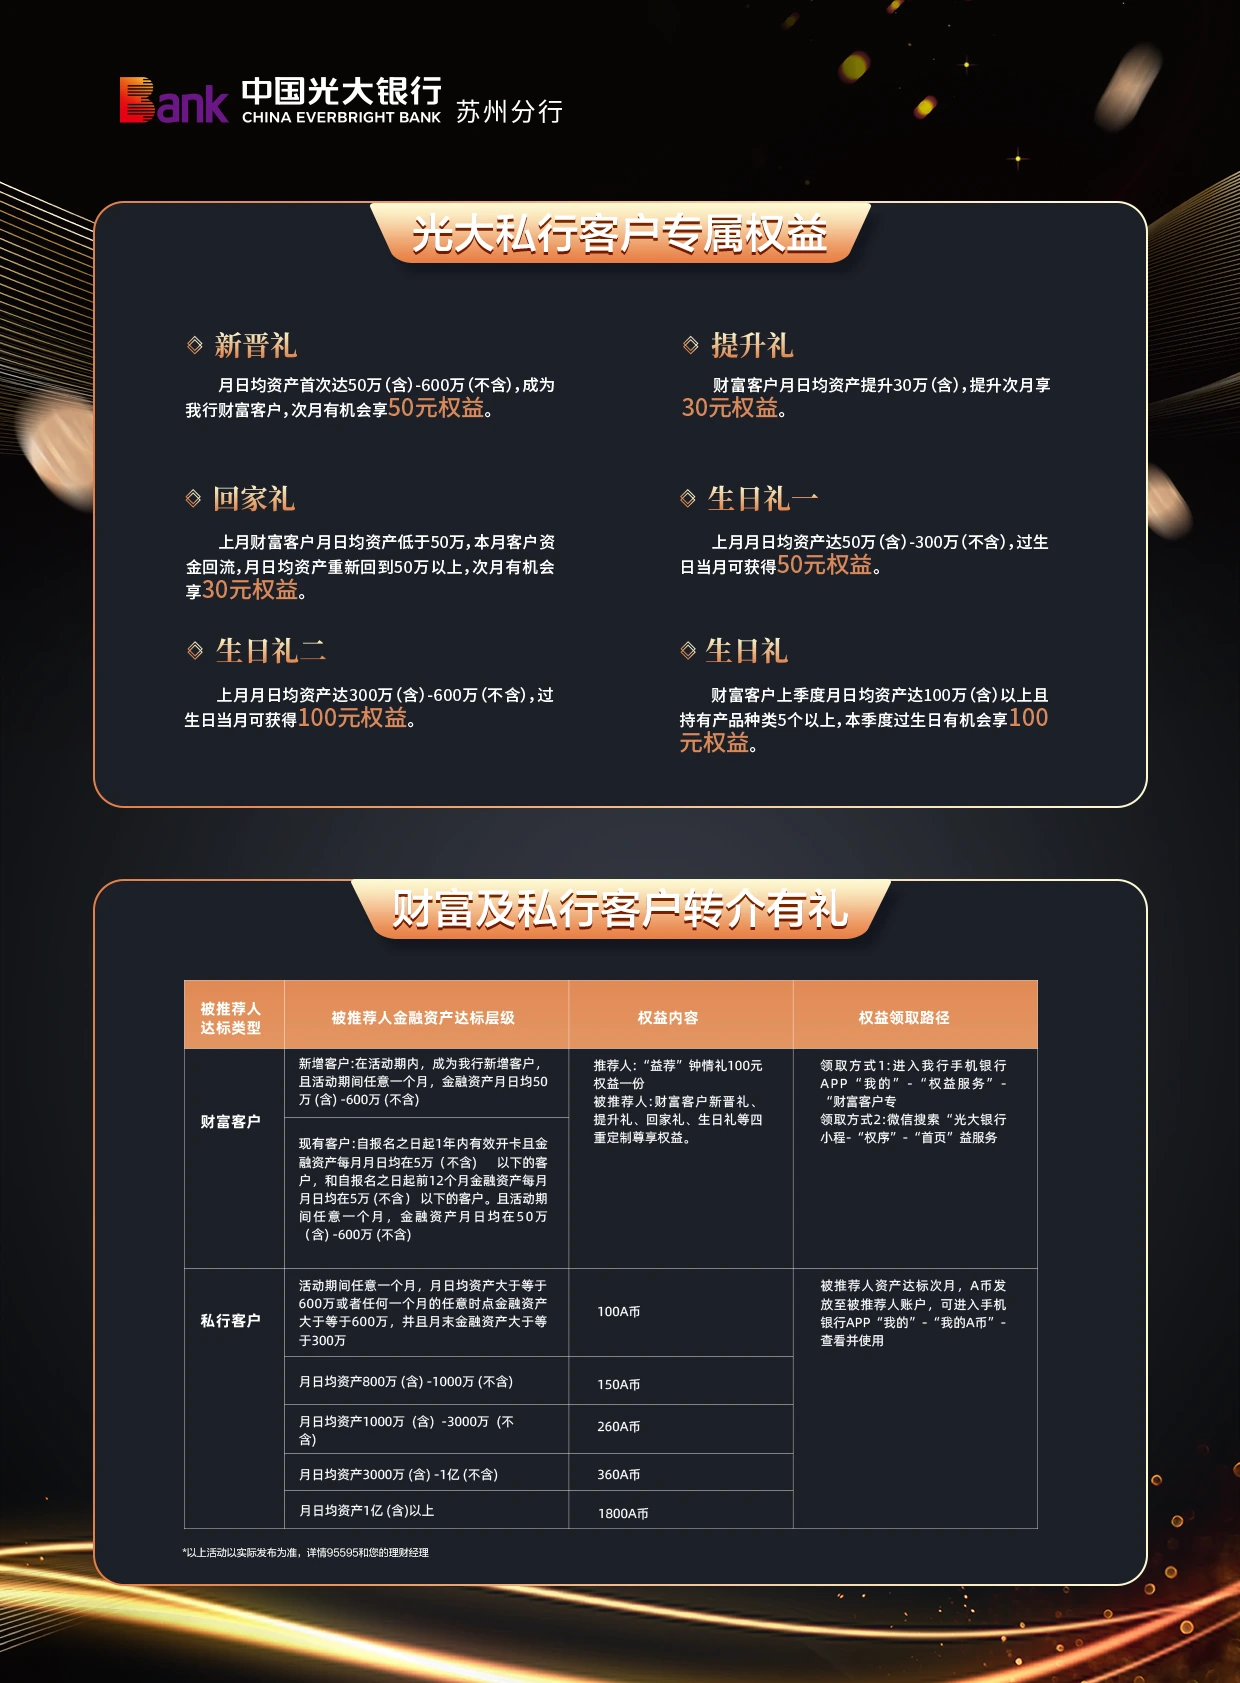 Bank 中国光大银行
CHINA EVERBRIGHT BANK 苏州分行
光大私行客户专属权益
新晋礼
月日均资产首次达50万(含)-600万(不含),成为
我行财富客户,次月有机会享50元权益。
提升礼
财富客户月日均资产提升30万(含),提升次月享
30元权益。
回家礼
上月财富客户月日均资产低于50万,本月客户资
金回流,月日均资产重新回到50万以上,次月有机会
享30元权益。
生日礼一
上月月日均资产达50万(含)-300万(不含),过生
日当月可获得50元权益。
生日礼二
上月月日均资产达300万(含)-600万(不含),过
生日当月可获得100元权益。
生日礼
财富客户上季度月日均资产达100万(含)以上且
持有产品种类5个以上,本季度过生日有机会享100
元权益。
财富及私行客户转介有礼
被推荐人
达标类型
被推荐人金融资产达标层级
权益内容
权益领取路径
财富客户
新增客户:在活动期内，成为我行新增客户，
且活动期间任意一个月，金融资产月日均50
万 (含) -600万 (不含)
现有客户:自报名之日起1年内有效开卡且金
融资产每月月日均在5万（不含) 以下的客
户，和自报名之日起前12个月金融资产每月
月日均在5万 (不含） 以下的客户。且活动期
间任意一个月，金融资产月日均在50万
（含) -600万 (不含)
推荐人:“益荐”钟情礼100元
权益一份
被推荐人:财富客户新晋礼、
提升礼、回家礼、生日礼等四
重定制尊享权益。
领取方式1:进入我行手机银行
APP“我的”-“权益服务”-
“财富客户专
领取方式2:微信搜索“光大银行
小程-“权序”-“首页”益服务
私行客户
活动期间任意一个月，月日均资产大于等于
600万或者任何一个月的任意时点金融资产
大于等于600万，并且月末金融资产大于等
于300万
100A币
被推荐人资产达标次月，A币发
放至被推荐人账户，可进入手机
银行APP“我的”-“我的A币”-
查看并使用
月日均资产800万 (含) -1000万 (不含)
150A币
月日均资产1000万 (含) -3000万 (不
含)
260A币
月日均资产3000万 (含) -1亿 (不含)
360A币
月日均资产1亿 (含)以上
1800A币
*以上活动以实际发布为准，详情95595和您的理财经理